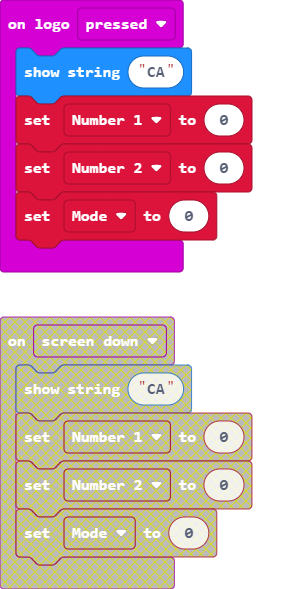 on logo pressed
show string "CA"
set Number 1 to 0
set Number 2 to 0
set Mode to 0
on screen down
show string "CA"
set Number 1 to 0
set Number 2 to 0
set Mode to 0